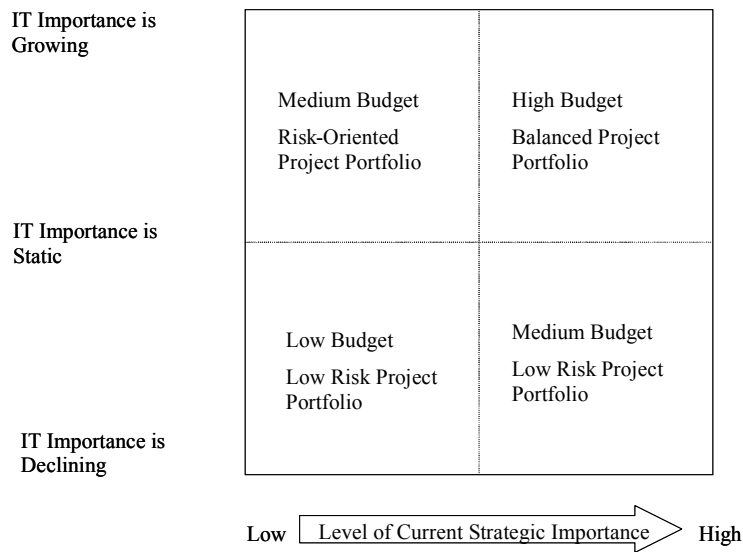 IT Importance is
Growing
Medium Budget
Risk-Oriented
Project Portfolio
High Budget
Balanced Project
Portfolio
IT Importance is
Static
Low Budget
Low Risk Project
Portfolio
Medium Budget
Low Risk Project
Portfolio
IT Importance is
Declining
Low
Level of Current Strategic Importance
High